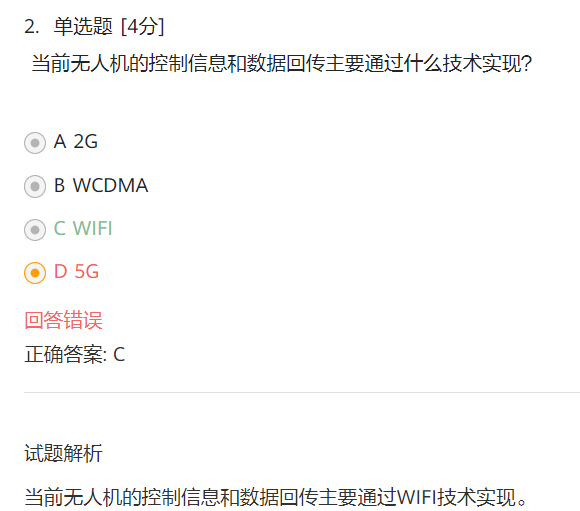 2. 单选题 [4分]
当前无人机的控制信息和数据回传主要通过什么技术实现?
A 2G
B WCDMA
C WIFI
D 5G
回答错误
正确答案: C
试题解析
当前无人机的控制信息和数据回传主要通过WIFI技术实现。